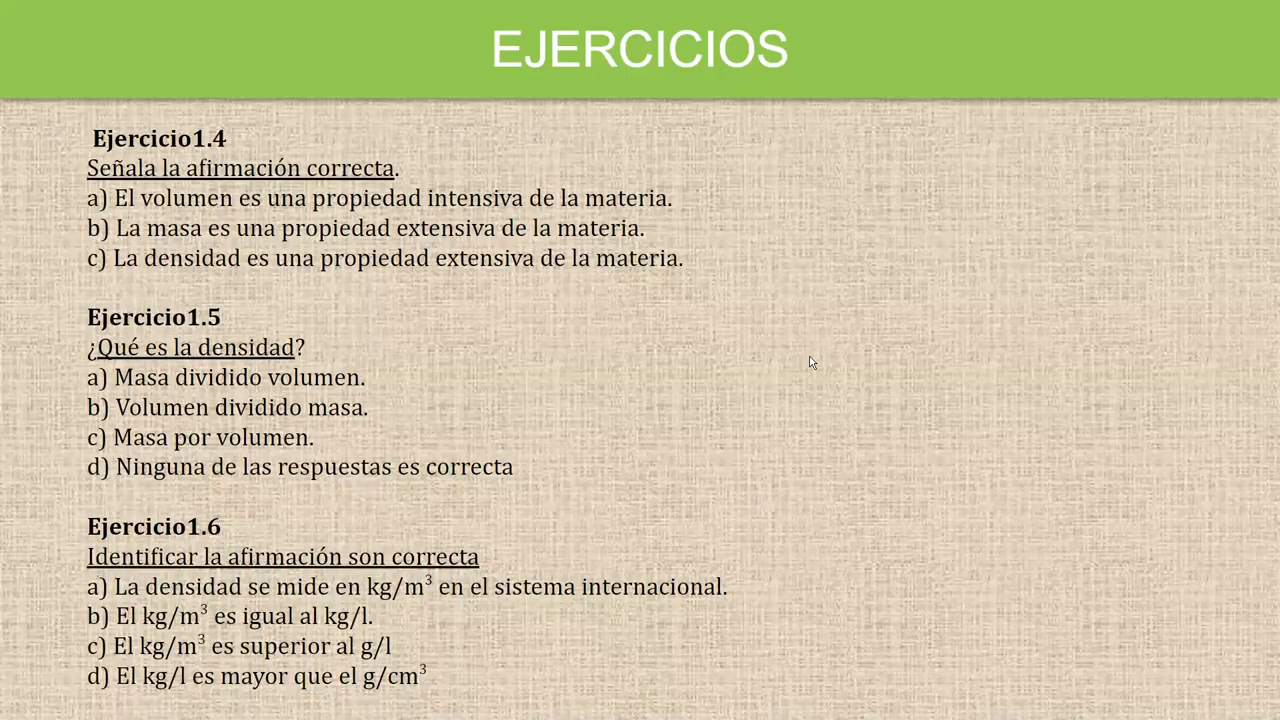 EJERCICIOS
Ejercicio1.4
Señala la afirmación correcta.
a) El volumen es una propiedad intensiva de la materia.
b) La masa es una propiedad extensiva de la materia.
c) La densidad es una propiedad extensiva de la materia.
Ejercicio1.5
¿Qué es la densidad?
a) Masa dividido volumen.
b) Volumen dividido masa.
c) Masa por volumen.
d) Ninguna de las respuestas es correcta
Ejercicio1.6
Identificar la afirmación son correcta
a) La densidad se mide en kg/m³ en el sistema internacional.
b) El kg/m³ es igual al kg/l.
c) El kg/m³ es superior al g/l
d) El kg/l es mayor que el g/cm³